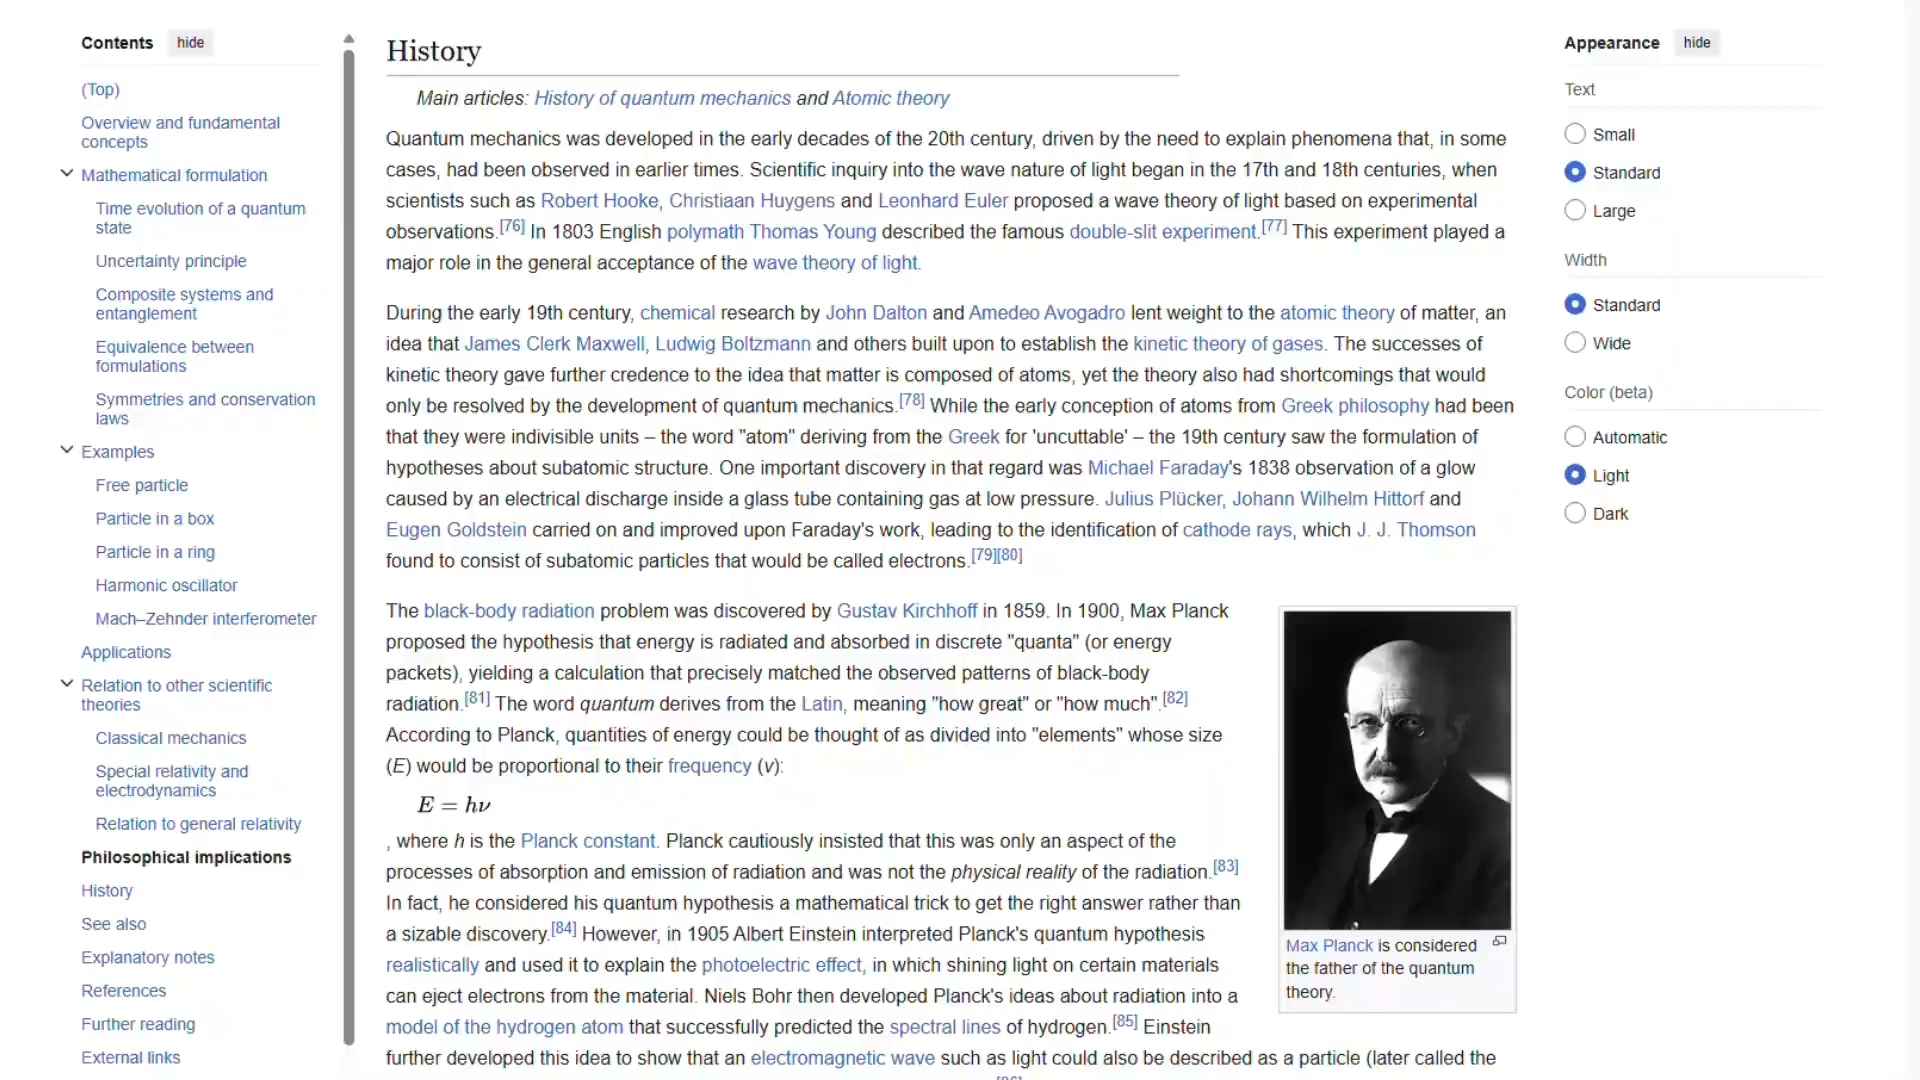 Contents hide
(Top)
Overview and fundamental
concepts
Mathematical formulation
Time evolution of a quantum
state
Uncertainty principle
Composite systems and
entanglement
Equivalence between
formulations
Symmetries and conservation
laws
Examples
Free particle
Particle in a box
Particle in a ring
Harmonic oscillator
Mach–Zehnder interferometer
Applications
Relation to other scientific
theories
Classical mechanics
Special relativity and
electrodynamics
Relation to general relativity
Philosophical implications
History
See also
Explanatory notes
References
Further reading
External links
History
Main articles: History of quantum mechanics and Atomic theory
Quantum mechanics was developed in the early decades of the 20th century, driven by the need to explain phenomena that, in some
cases, had been observed in earlier times. Scientific inquiry into the wave nature of light began in the 17th and 18th centuries, when
scientists such as Robert Hooke, Christiaan Huygens and Leonhard Euler proposed a wave theory of light based on experimental
observations.[76] In 1803 English polymath Thomas Young described the famous double-slit experiment.[77] This experiment played a
major role in the general acceptance of the wave theory of light.
During the early 19th century, chemical research by John Dalton and Amedeo Avogadro lent weight to the atomic theory of matter, an
idea that James Clerk Maxwell, Ludwig Boltzmann and others built upon to establish the kinetic theory of gases. The successes of
kinetic theory gave further credence to the idea that matter is composed of atoms, yet the theory also had shortcomings that would
only be resolved by the development of quantum mechanics.[78] While the early conception of atoms from Greek philosophy had been
that they were indivisible units – the word "atom" deriving from the Greek for 'uncuttable' – the 19th century saw the formulation of
hypotheses about subatomic structure. One important discovery in that regard was Michael Faraday's 1838 observation of a glow
caused by an electrical discharge inside a glass tube containing gas at low pressure. Julius Plücker, Johann Wilhelm Hittorf and
Eugen Goldstein carried on and improved upon Faraday's work, leading to the identification of cathode rays, which J. J. Thomson
found to consist of subatomic particles that would be called electrons.[79][80]
The black-body radiation problem was discovered by Gustav Kirchhoff in 1859. In 1900, Max Planck
proposed the hypothesis that energy is radiated and absorbed in discrete "quanta" (or energy
packets), yielding a calculation that precisely matched the observed patterns of black-body
radiation.[81] The word quantum derives from the Latin, meaning "how great" or "how much".[82]
According to Planck, quantities of energy could be thought of as divided into "elements" whose size
(E) would be proportional to their frequency (ν):
E = hν
, where h is the Planck constant. Planck cautiously insisted that this was only an aspect of the
processes of absorption and emission of radiation and was not the physical reality of the radiation.[83]
In fact, he considered his quantum hypothesis a mathematical trick to get the right answer rather than
a sizable discovery.[84] However, in 1905 Albert Einstein interpreted Planck's quantum hypothesis
realistically and used it to explain the photoelectric effect, in which shining light on certain materials
can eject electrons from the material. Niels Bohr then developed Planck's ideas about radiation into a
model of the hydrogen atom that successfully predicted the spectral lines of hydrogen.[85] Einstein
further developed this idea to show that an electromagnetic wave such as light could also be described as a particle (later called the
Max Planck is considered
the father of the quantum
theory.
Appearance hide
Text
Small
Standard
Large
Width
Standard
Wide
Color (beta)
Automatic
Light
Dark